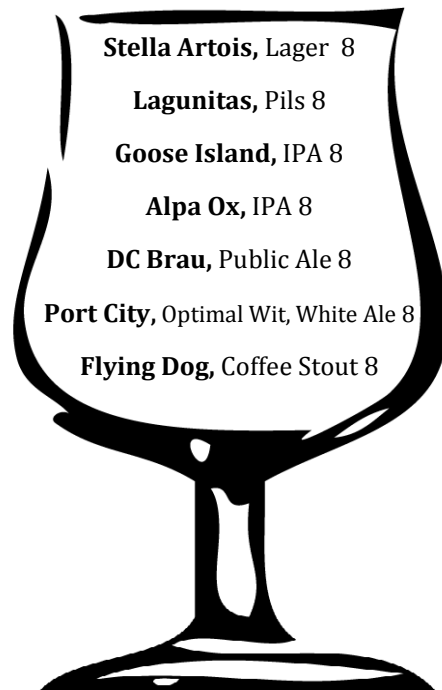 Stella Artois, Lager 8
Lagunitas, Pils 8
Goose Island, IPA 8
Alpa Ox, IPA 8
DC Brau, Public Ale 8
Port City, Optimal Wit, White Ale 8
Flying Dog, Coffee Stout 8